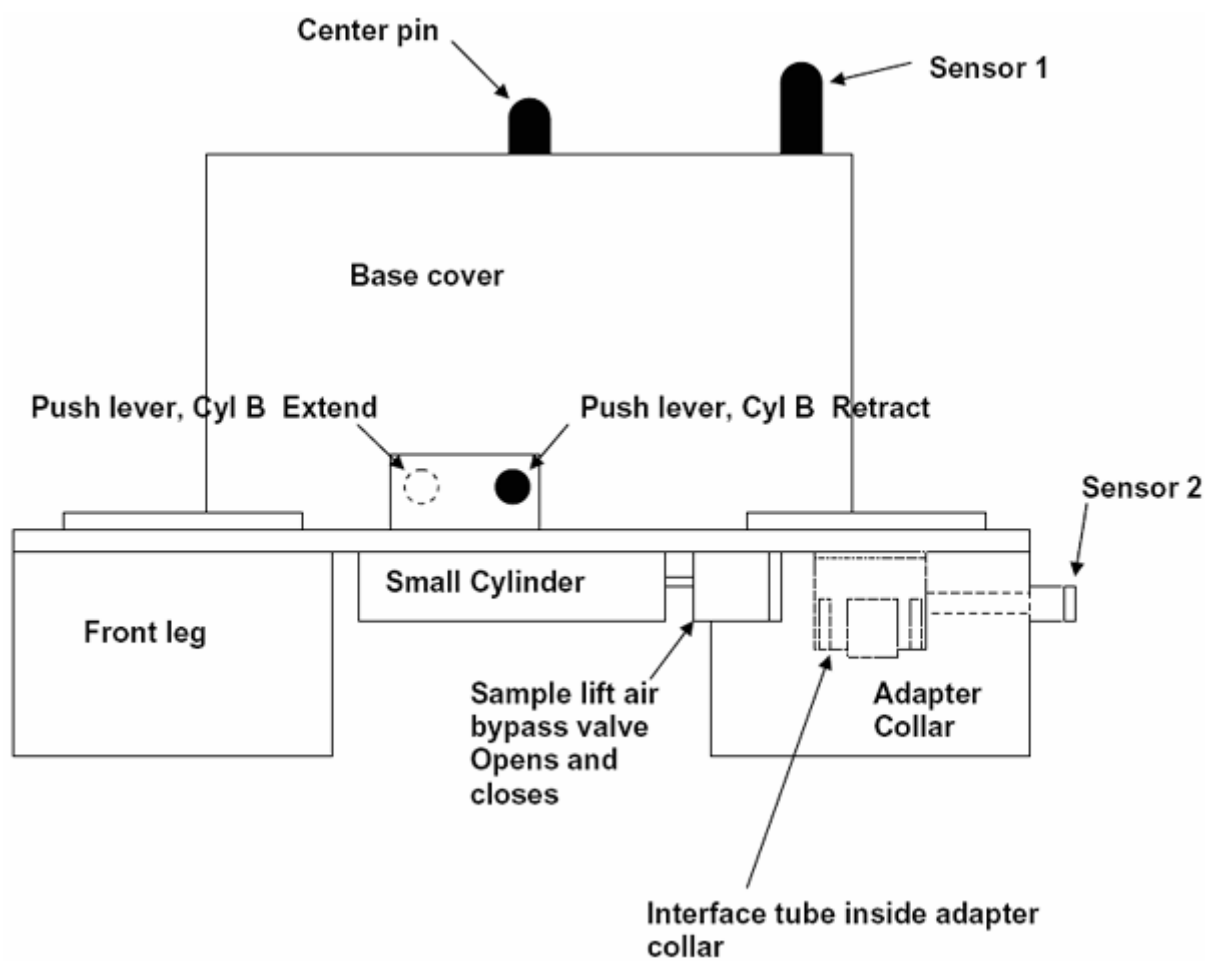 Center pin
Sensor 1
Base cover
Push lever, Cyl B  Extend
Push lever, Cyl B  Retract
Sensor 2
Small Cylinder
Front leg
Sample lift air
bypass valve
Opens and
closes
Adapter
Collar
Interface tube inside adapter
collar